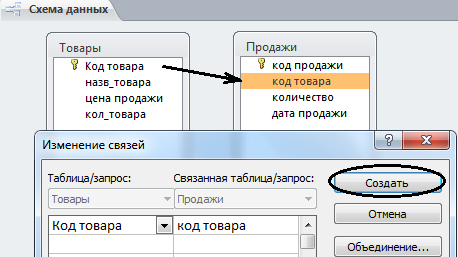 Схема данных
Товары
Код товара
назв_товара
цена продажи
кол_товара
Продажи
код продажи
код товара
количество
дата продажи
Изменение связей
Таблица/запрос:
Связанная таблица/запрос:
Товары
Продажи
Код товара
код товара
Создать
Отмена
Объединение...